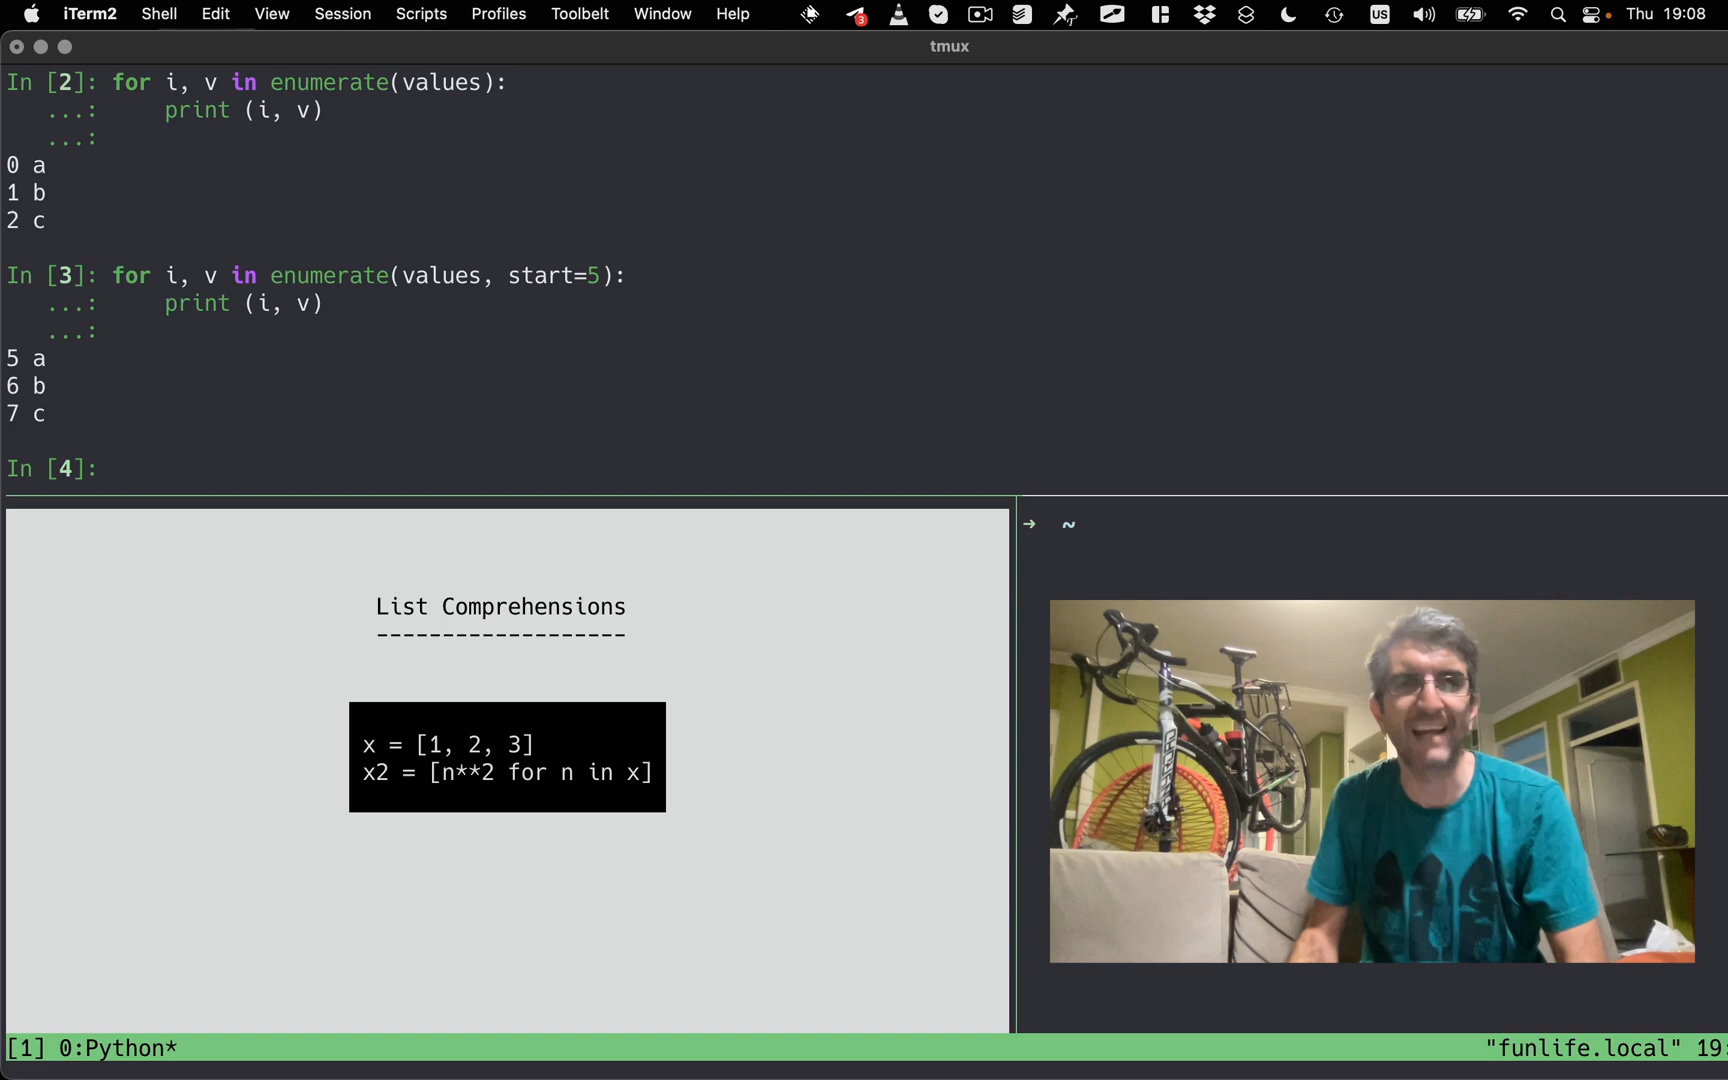 iTerm2 Shell Edit View Session Scripts Profiles Toolbelt Window Help 3 US Thu 19:08
tmux
In [2]: for i, v in enumerate(values):
...: print (i, v)
...:
0 a
1 b
2 c
In [3]: for i, v in enumerate(values, start=5):
...: print (i, v)
...:
5 a
6 b
7 c
In [4]:
→ ~
List Comprehensions
-------------------
x = [1, 2, 3]
x2 = [n**2 for n in x]
[1] 0:Python* "funlife.local" 19: